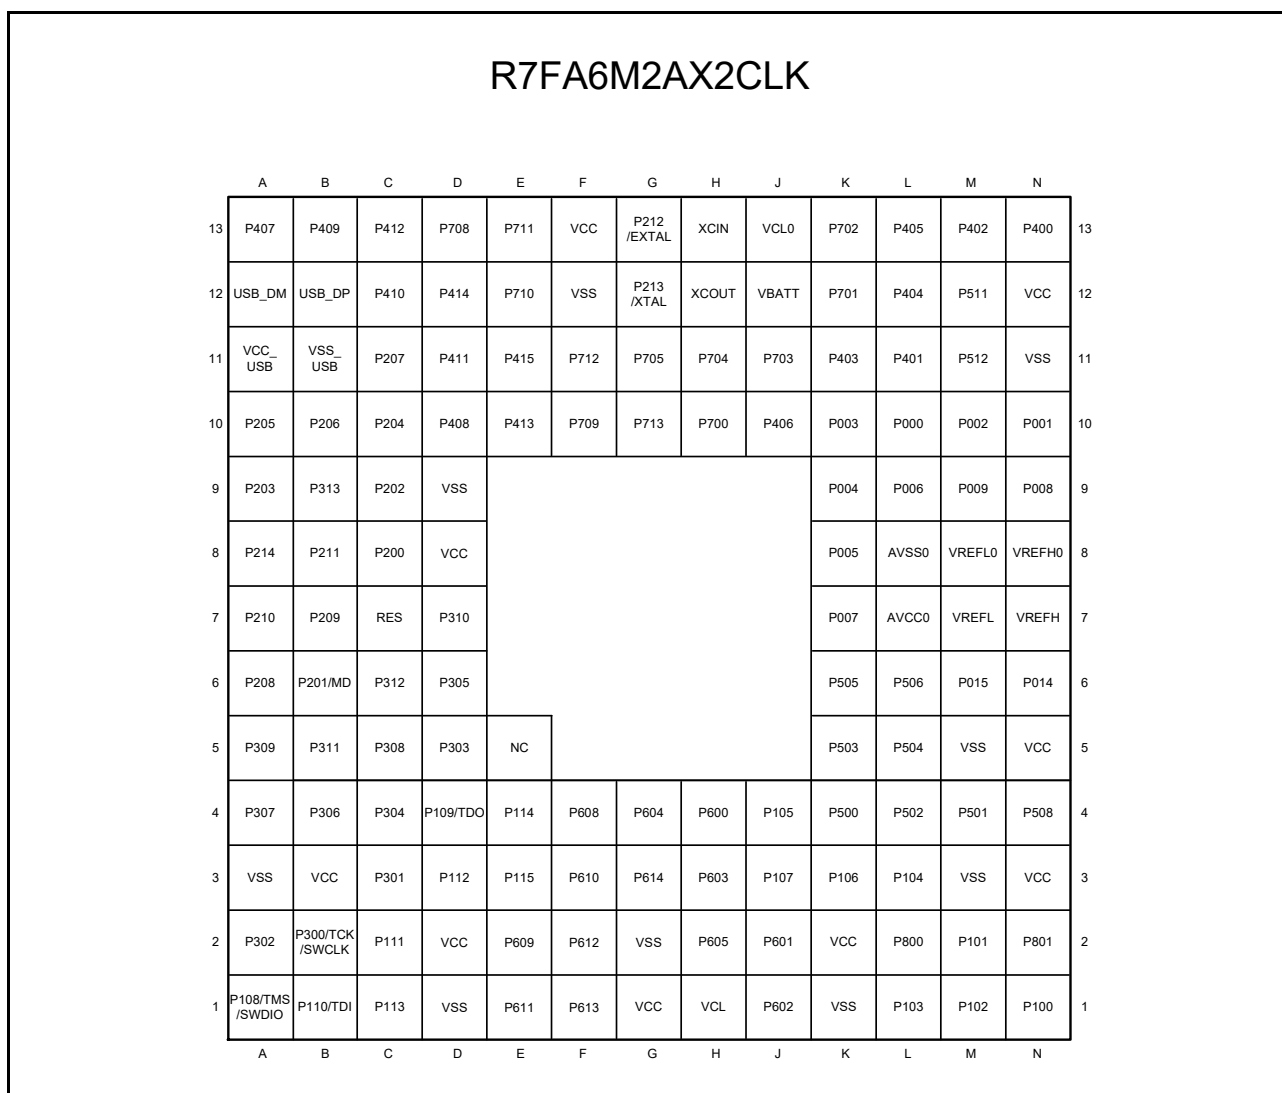 R7FA6M2AX2CLK
A B C D E F G H J K L M N
13 P407 P409 P412 P708 P711 VCC P212 /EXTAL XCIN VCL0 P702 P405 P402 P400 13
12 USB_DM USB_DP P410 P414 P710 VSS P213 /XTAL XCOUT VBATT P701 P404 P511 VCC 12
11 VCC_ USB VSS_ USB P207 P411 P415 P712 P705 P704 P703 P403 P401 P512 VSS 11
10 P205 P206 P204 P408 P413 P709 P713 P700 P406 P003 P000 P002 P001 10
9 P203 P313 P202 VSS P004 P006 P009 P008 9
8 P214 P211 P200 VCC P005 AVSS0 VREFL0 VREFH0 8
7 P210 P209 RES P310 P007 AVCC0 VREFL VREFH 7
6 P208 P201/MD P312 P305 P505 P506 P015 P014 6
5 P309 P311 P308 P303 NC P503 P504 VSS VCC 5
4 P307 P306 P304 P109/TDO P114 P608 P604 P600 P105 P500 P502 P501 P508 4
3 VSS VCC P301 P112 P115 P610 P614 P603 P107 P106 P104 VSS VCC 3
2 P302 P300/TCK /SWCLK P111 VCC P609 P612 VSS P605 P601 VCC P800 P101 P801 2
1 P108/TMS /SWDIO P110/TDI P113 VSS P611 P613 VCC VCL P602 VSS P103 P102 P100 1
A B C D E F G H J K L M N